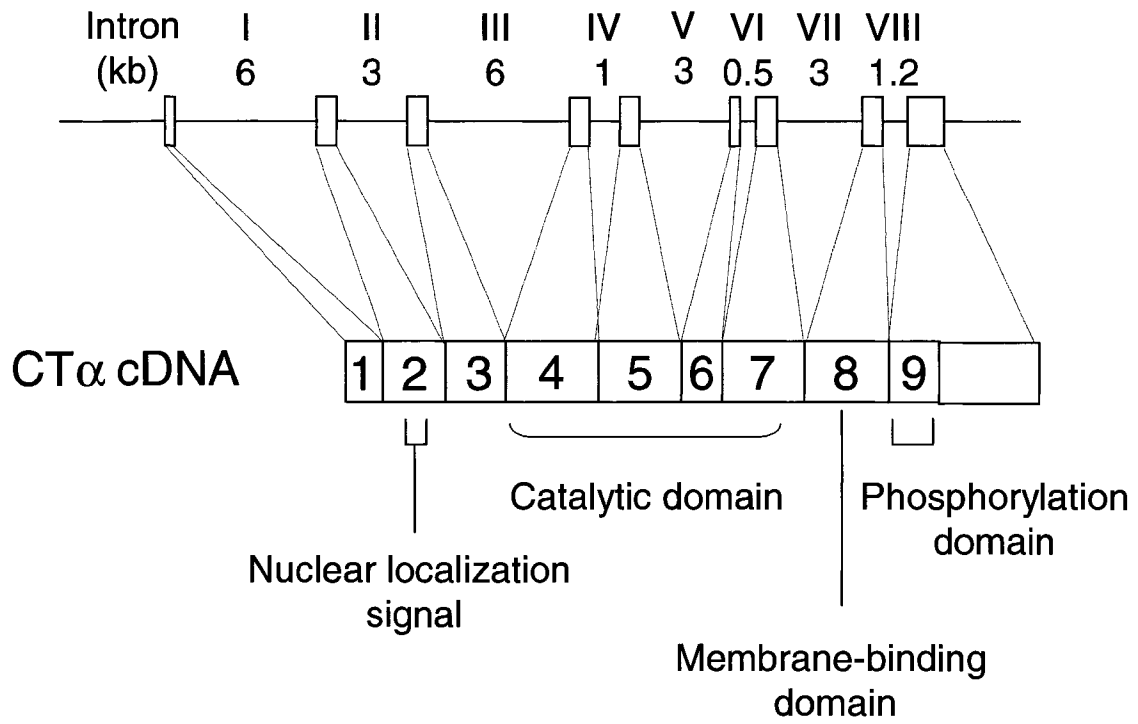 Intron I II III IV V VI VII VIII
(kb) 6 3 6 1 3 0.5 3 1.2
CTα cDNA 1 2 3 4 5 6 7 8 9
Catalytic domain
Phosphorylation
domain
Nuclear localization
signal
Membrane-binding
domain